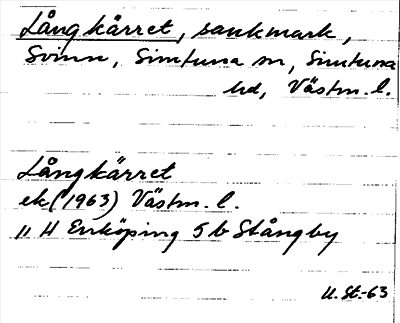 Långkärret, sankmark,
Svinn, Simtuna sn, Simtuna
hd, Västm. l.
Långkärret
ek (1963) Västm. l.
11 H Enköping 5 b Stångby
U. St. -63